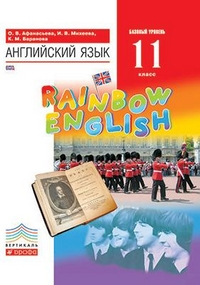 О. В. Афанасьева, И. В. Михеева,
К. М. Баранова
АНГЛИЙСКИЙ ЯЗЫК
БАЗОВЫЙ УРОВЕНЬ
11
класс
RAINBOW
ENGLISH
ВЕРТИКАЛЬ
дрофа